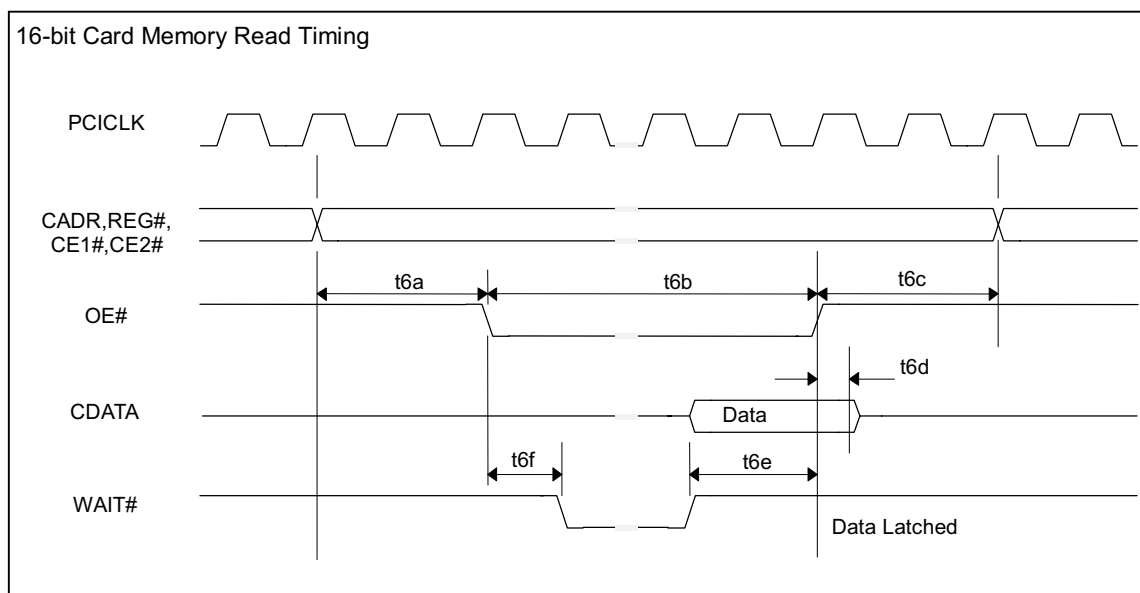 16-bit Card Memory Read Timing
PCICLK
CADR,REG#,
CE1#,CE2#
t6a
t6b
t6c
OE#
t6d
CDATA
Data
t6f
t6e
WAIT#
Data Latched